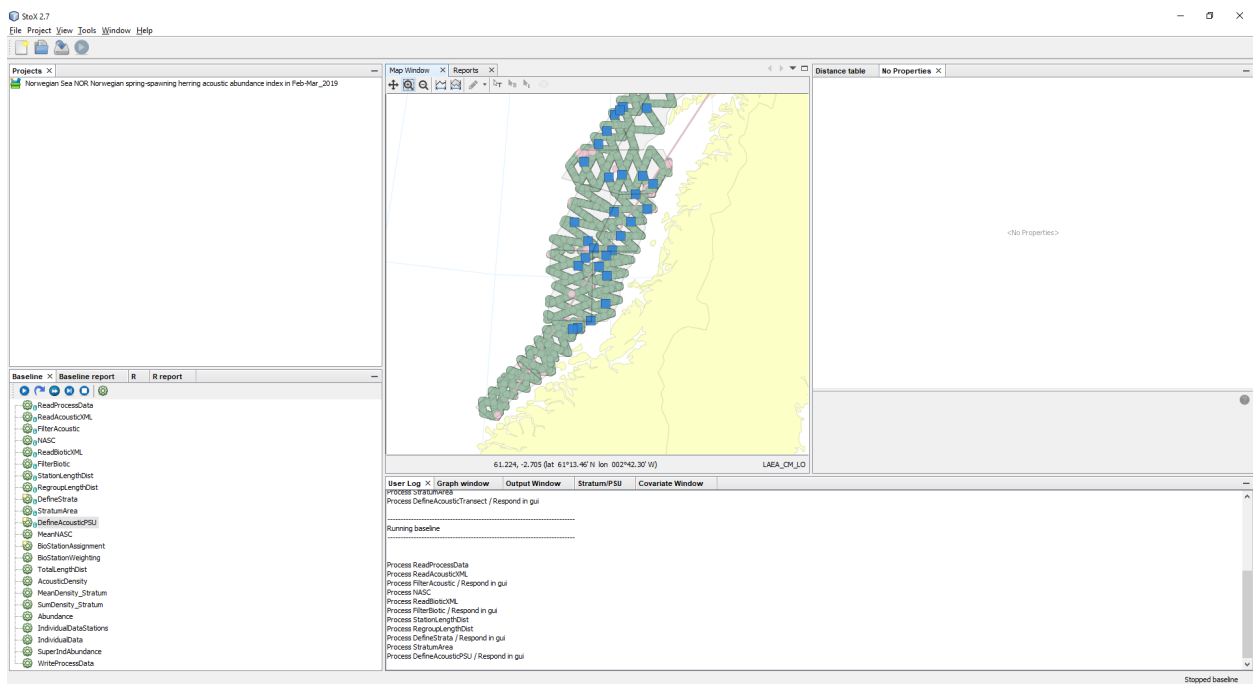 StoX 2.7
File Project View Tools Window Help
Projects
Norwegian Sea NOR Norwegian spring-spawning herring acoustic abundance index in Feb-Mar_2019
Baseline Baseline report R R report
ReadProcessData
ReadAcousticXML
FilterAcoustic
NASC
ReadBioticXML
FilterBiotic
StationLengthDist
RegroupLengthDist
DefineStrata
StratumArea
DefineAcousticPSU
MeanNASC
BioStationAssignment
BioStationWeighting
TotalLengthDist
AcousticDensity
MeanDensity_Stratum
SumDensity_Stratum
Abundance
IndividualDataStations
IndividualData
SuperIndAbundance
WriteProcessData
Map Window Reports
61.224, -2.705 (lat 61°13.46' N lon 002°42.30' W) LAEA_CM_LO
Distance table No Properties
<No Properties>
User Log Graph window Output Window Stratum/PSU Covariate Window
Process StratumArea
Process DefineAcousticTransect / Respond in gui
Running baseline
Process ReadProcessData
Process ReadAcousticXML
Process FilterAcoustic / Respond in gui
Process NASC
Process ReadBioticXML
Process FilterBiotic / Respond in gui
Process StationLengthDist
Process RegroupLengthDist
Process DefineStrata / Respond in gui
Process StratumArea
Process DefineAcousticPSU / Respond in gui
Stopped baseline